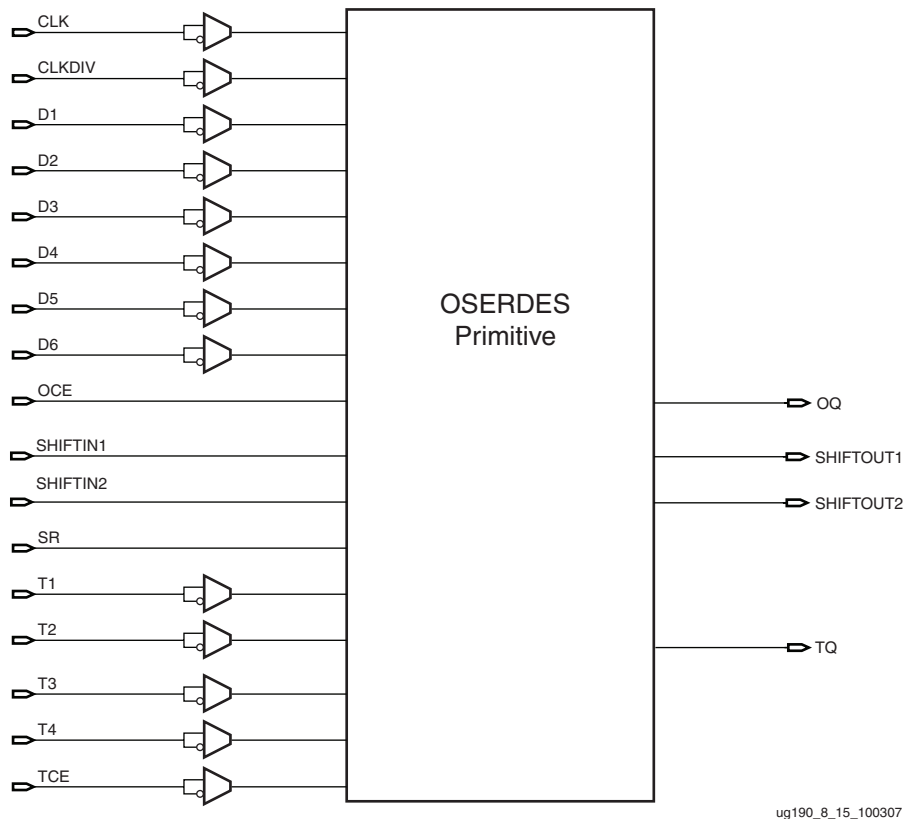 CLK
CLKDIV
D1
D2
D3
D4
D5
D6
OCE
SHIFTIN1
SHIFTIN2
SR
T1
T2
T3
T4
TCE
OSERDES
Primitive
OQ
SHIFTOUT1
SHIFTOUT2
TQ
ug190_8_15_100307